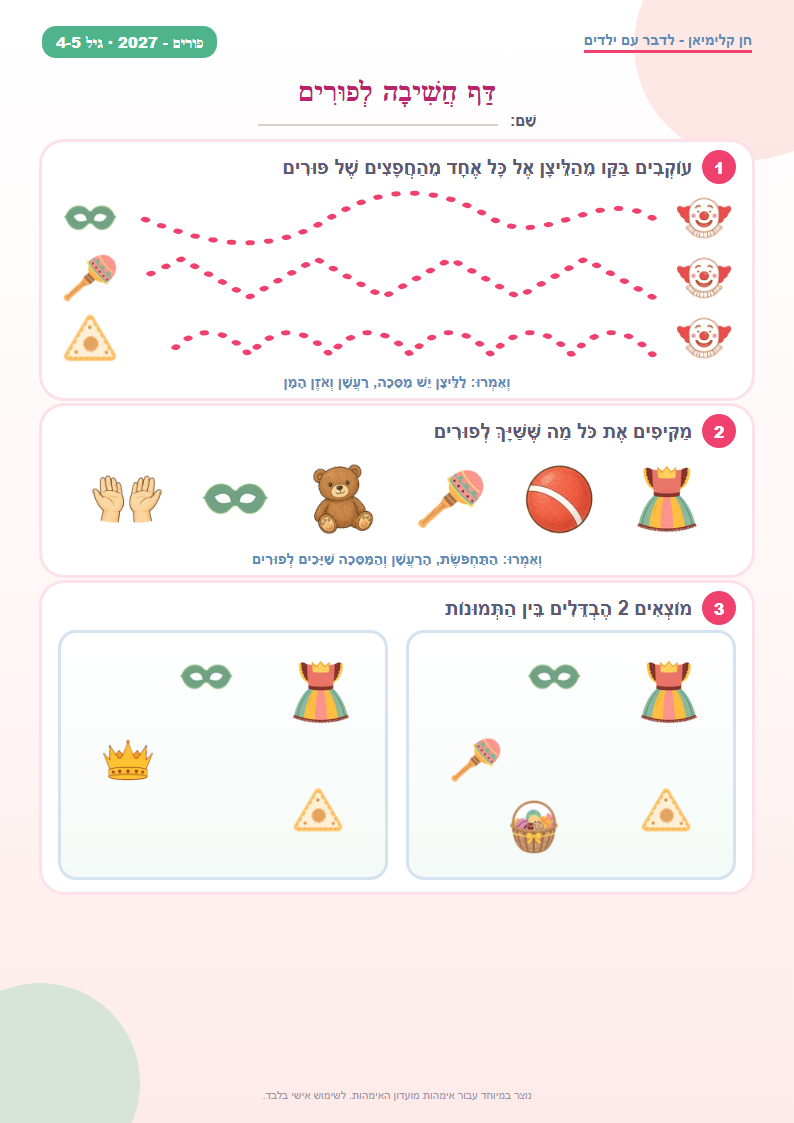 חן קלימיאן - לדבר עם ילדים
פורים - 2027 • גיל 4-5
דַּף חֲשִׁיבָה לְפוּרִים
שֵׁם:
1
עוֹקְבִים בַּקַּו מֵהַלֵּיצָן אֶל כָּל אֶחָד מֵהַחֲפָצִים שֶׁל פּוּרִים
וְאִמְרוּ: לַלֵּיצָן יֵשׁ מַסֵּכָה, רַעֲשָׁן וְאֹזֶן הָמָן
2
מַקִּיפִים אֶת כֹּל מַה שֶּׁשַּׁיָּךְ לְפוּרִים
וְאִמְרוּ: הַתַּחְפֹּשֶׂת, הָרַעֲשָׁן וְהַמַּסֵּכָה שַׁיָּכִים לְפוּרִים
3
מוֹצְאִים 2 הֶבְדֵּלִים בֵּין הַתְּמוּנוֹת
נוצר במיוחד עבור אימהות מועדון האימהות. לשימוש אישי בלבד.